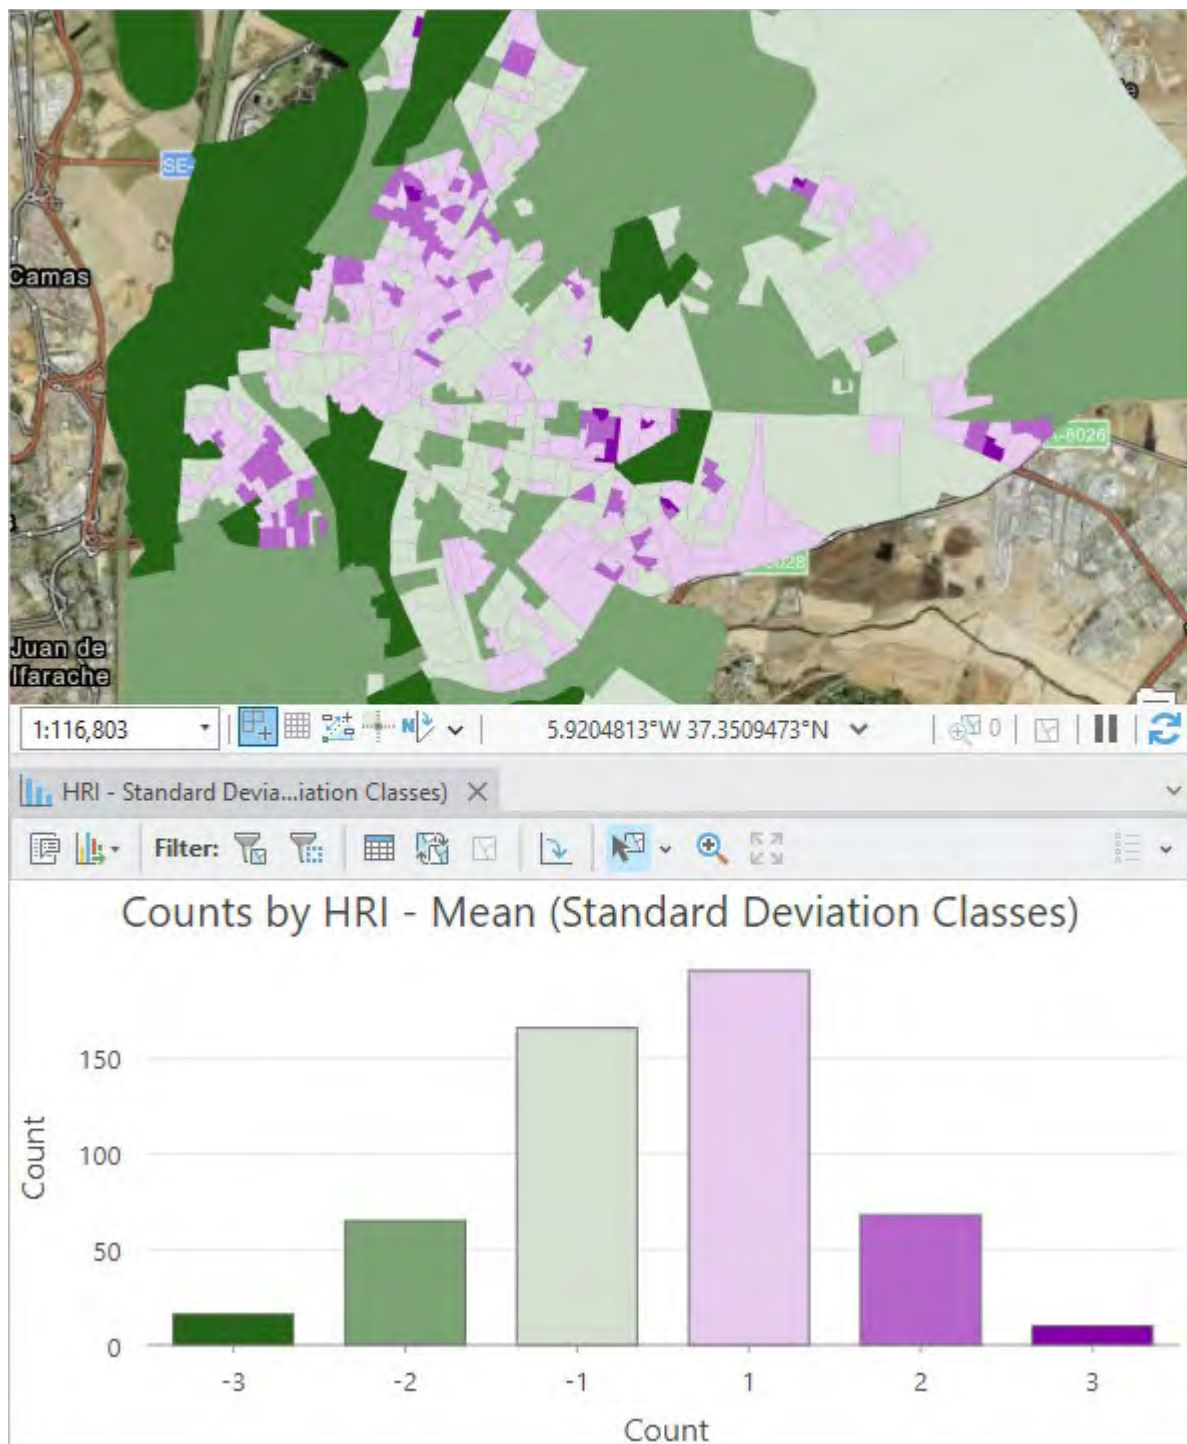 SE-
Camas
A-8026
8028
Juan de
lfarache
1:116,803
N
5.9204813°W 37.3509473°N
0
HRI - Standard Devia...iation Classes)
Filter:
Counts by HRI - Mean (Standard Deviation Classes)
Count
150
100
50
0
-3 -2 -1 1 2 3
Count